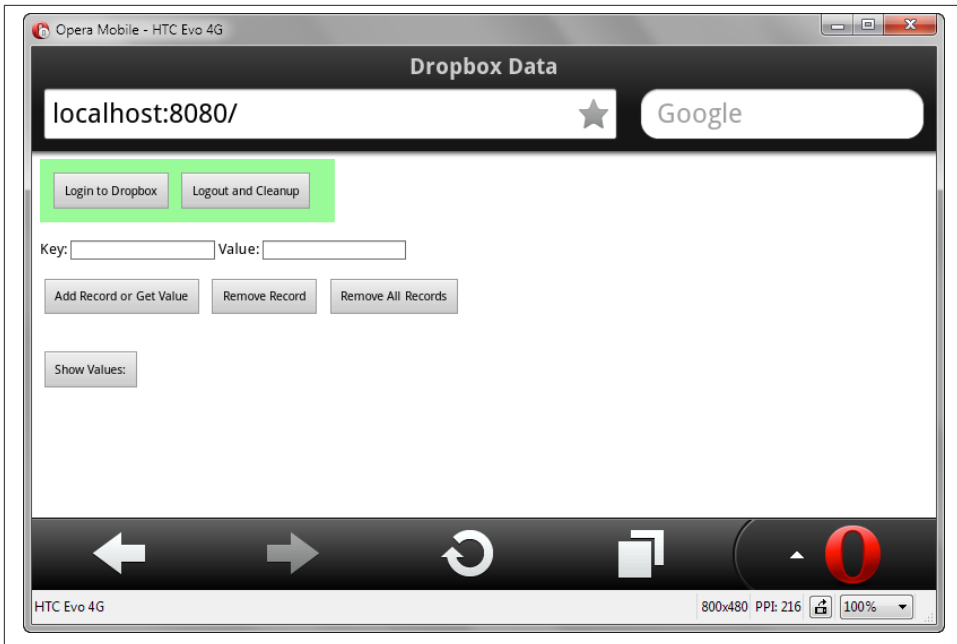 Opera Mobile - HTC Evo 4G
Dropbox Data
localhost:8080/ Google
Login to Dropbox Logout and Cleanup
Key: Value:
Add Record or Get Value Remove Record Remove All Records
Show Values:
HTC Evo 4G 800x480 PPI: 216 100%